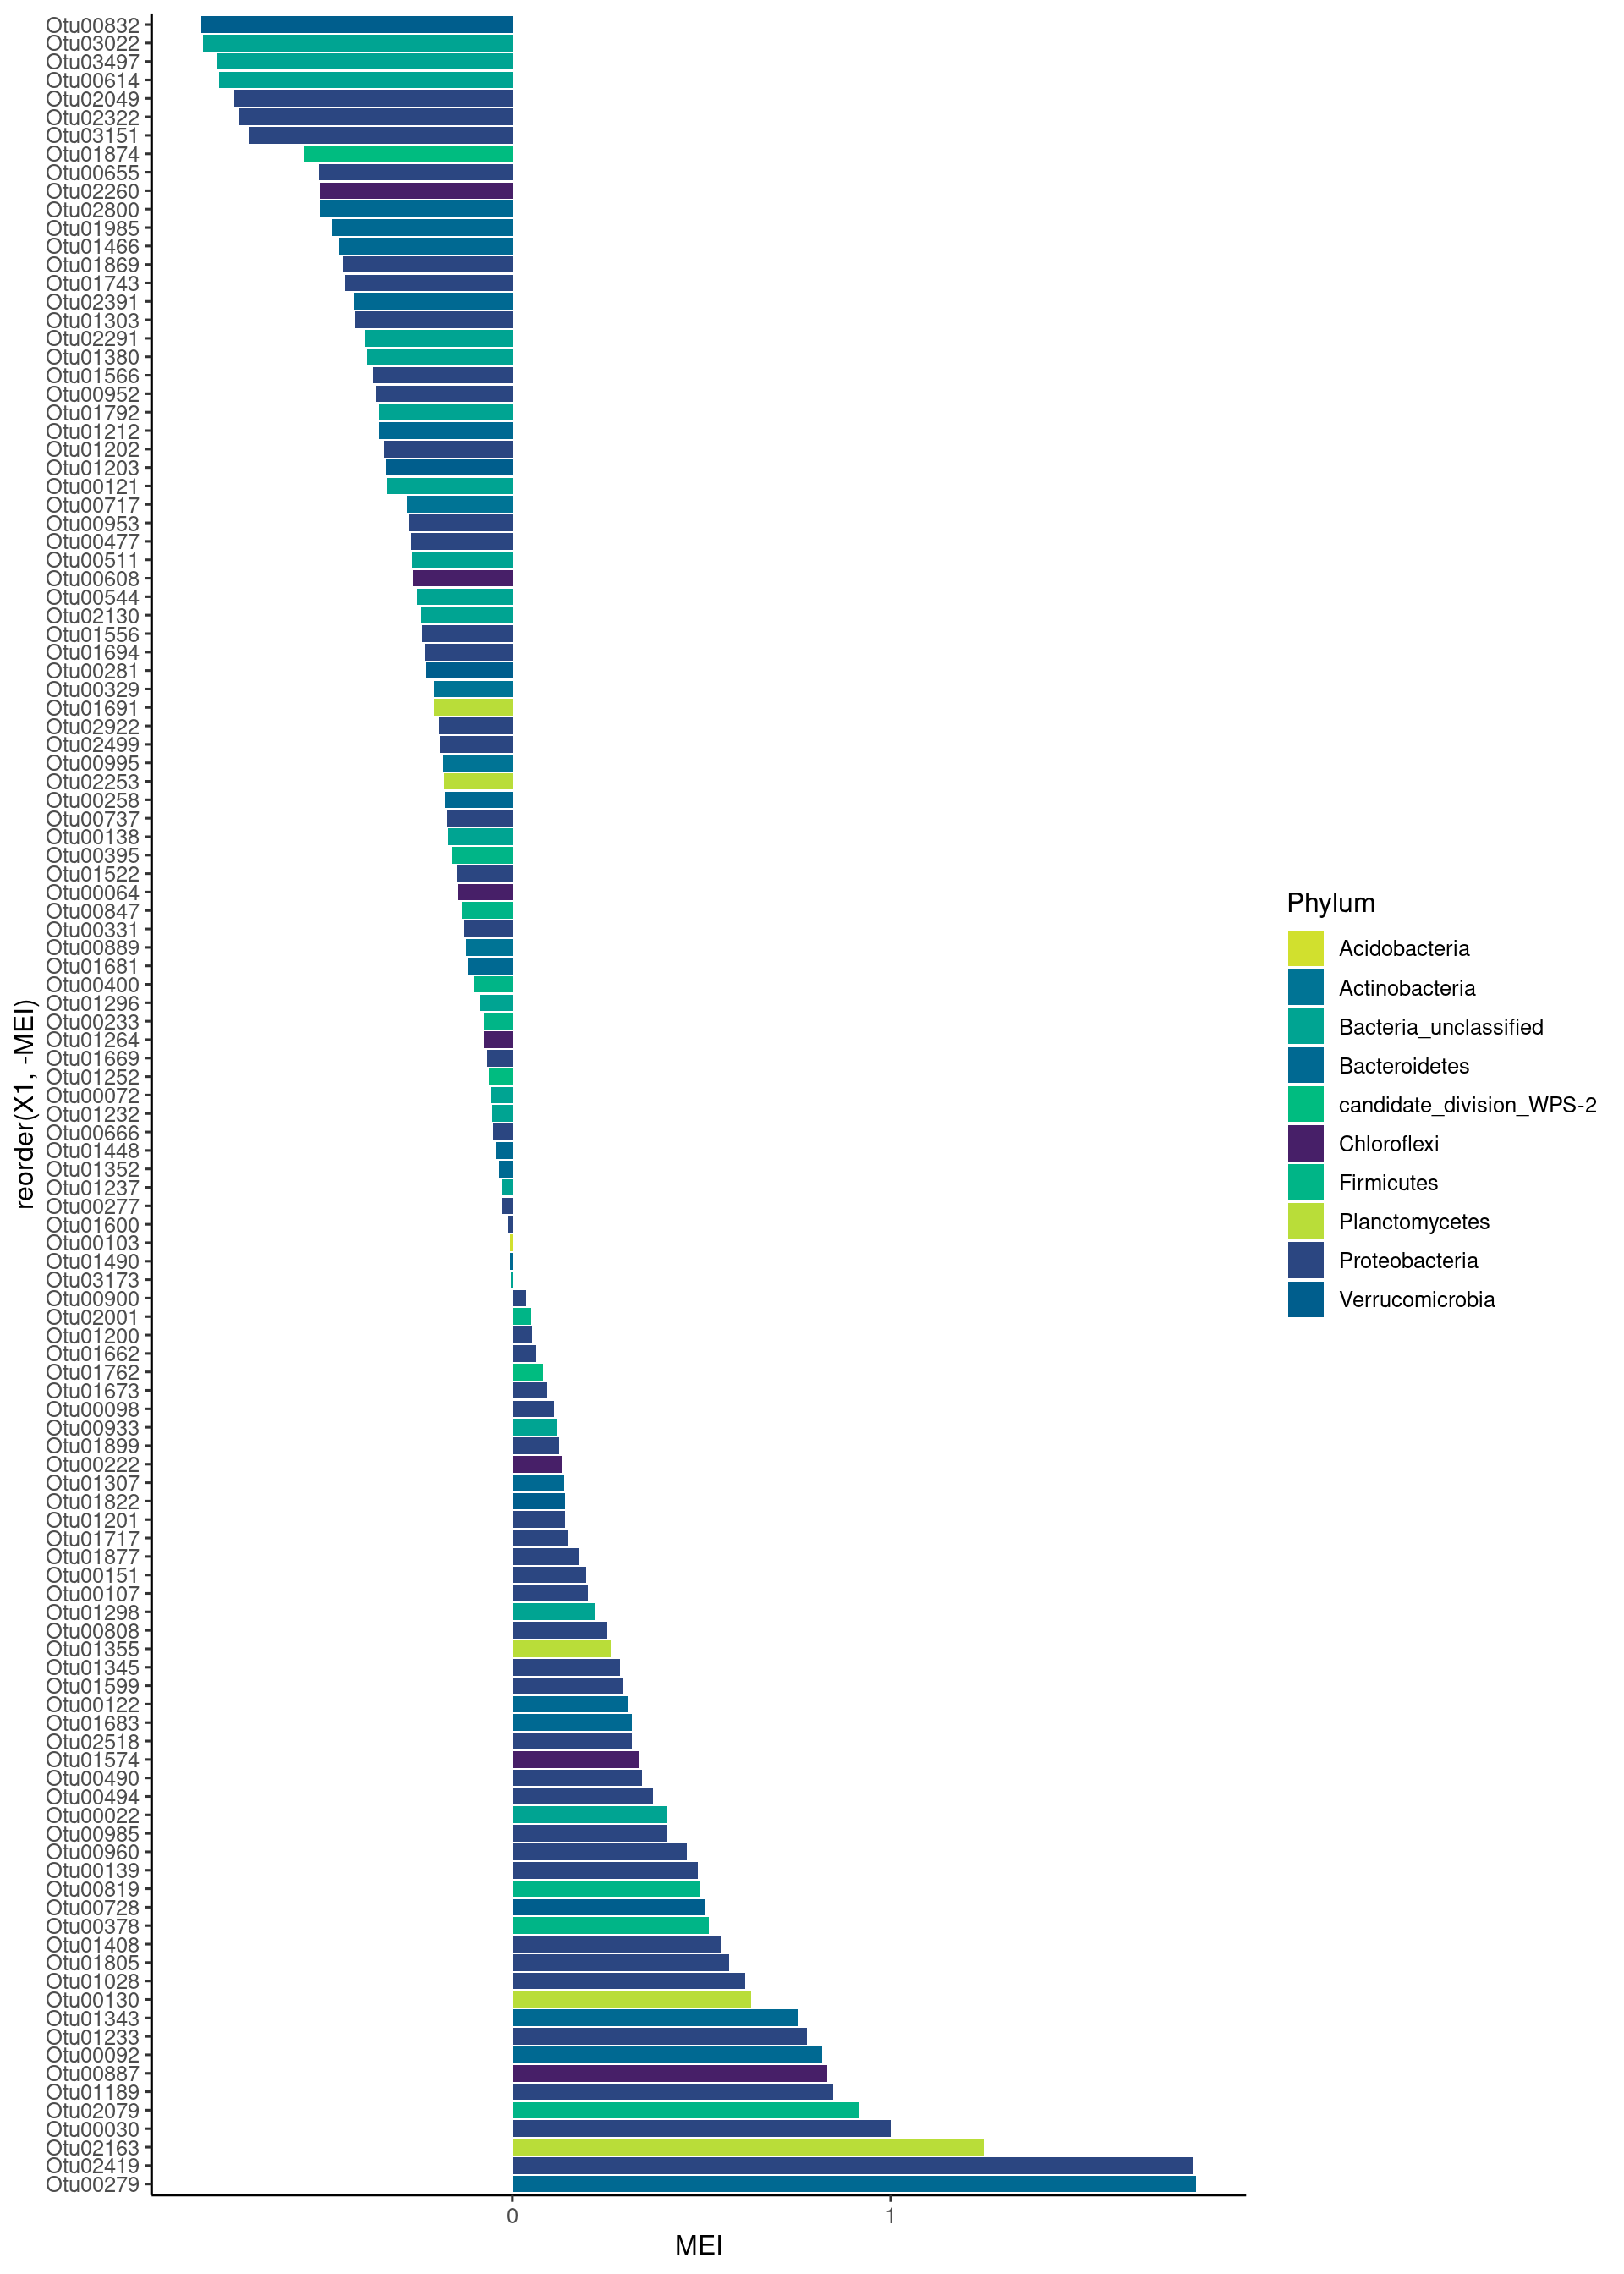 Otu00832
Otu03022
Otu03497
Otu00614
Otu02049
Otu02322
Otu03151
Otu01874
Otu00655
Otu02260
Otu02800
Otu01985
Otu01466
Otu01869
Otu01743
Otu02391
Otu01303
Otu02291
Otu01380
Otu01566
Otu00952
Otu01792
Otu01212
Otu01202
Otu01203
Otu00121
Otu00717
Otu00953
Otu00477
Otu00511
Otu00608
Otu00544
Otu02130
Otu01556
Otu01694
Otu00281
Otu00329
Otu01691
Otu02922
Otu02499
Otu00995
Otu02253
Otu00258
Otu00737
Otu00138
Otu00395
Otu01522
Otu00064
Otu00847
Otu00331
Otu00889
Otu01681
Otu00400
Otu01296
Otu00233
Otu01264
Otu01669
Otu01252
Otu00072
Otu01232
Otu00666
Otu01448
Otu01352
Otu01237
Otu00277
Otu01600
Otu00103
Otu01490
Otu03173
Otu00900
Otu02001
Otu01200
Otu01662
Otu01762
Otu01673
Otu00098
Otu00933
Otu01899
Otu00222
Otu01307
Otu01822
Otu01201
Otu01717
Otu01877
Otu00151
Otu00107
Otu01298
Otu00808
Otu01355
Otu01345
Otu01599
Otu00122
Otu01683
Otu02518
Otu01574
Otu00490
Otu00494
Otu00022
Otu00985
Otu00960
Otu00139
Otu00819
Otu00728
Otu00378
Otu01408
Otu01805
Otu01028
Otu00130
Otu01343
Otu01233
Otu00092
Otu00887
Otu01189
Otu02079
Otu00030
Otu02163
Otu02419
Otu00279
reorder(X1, -MEI)
0 1
MEI
Phylum
Acidobacteria
Actinobacteria
Bacteria_unclassified
Bacteroidetes
candidate_division_WPS-2
Chloroflexi
Firmicutes
Planctomycetes
Proteobacteria
Verrucomicrobia